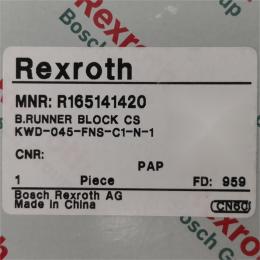 Rexroth
MNR: R165141420
B.RUNNER BLOCK CS
KWD-045-FNS-C1-N-1
CNR:
PAP
1 Piece FD: 959
Bosch Rexroth AG
Made in China CN60